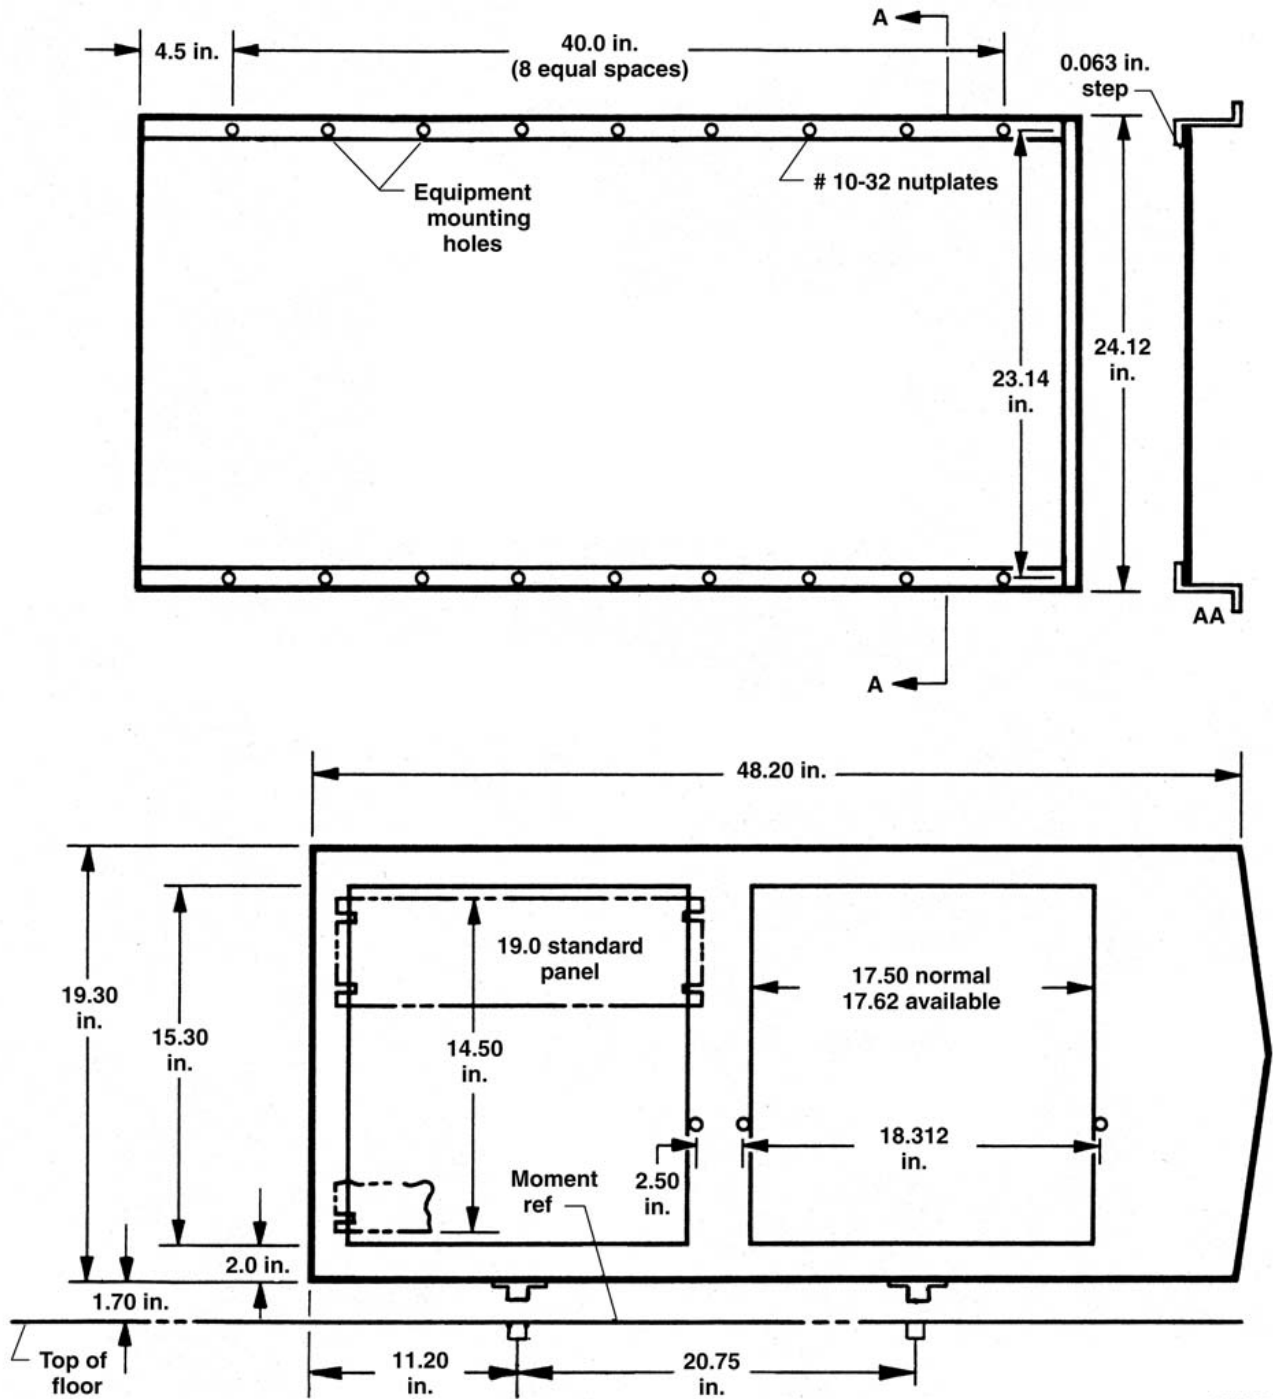 A
4.5 in.
40.0 in.
(8 equal spaces)
0.063 in.
step
Equipment
mounting
holes
# 10-32 nutplates
23.14
in.
24.12
in.
AA
A
48.20 in.
19.30
in.
15.30
in.
19.0 standard
panel
14.50
in.
17.50 normal
17.62 available
18.312
in.
2.50
in.
Moment
ref
2.0 in.
1.70 in.
Top of
floor
11.20
in.
20.75
in.